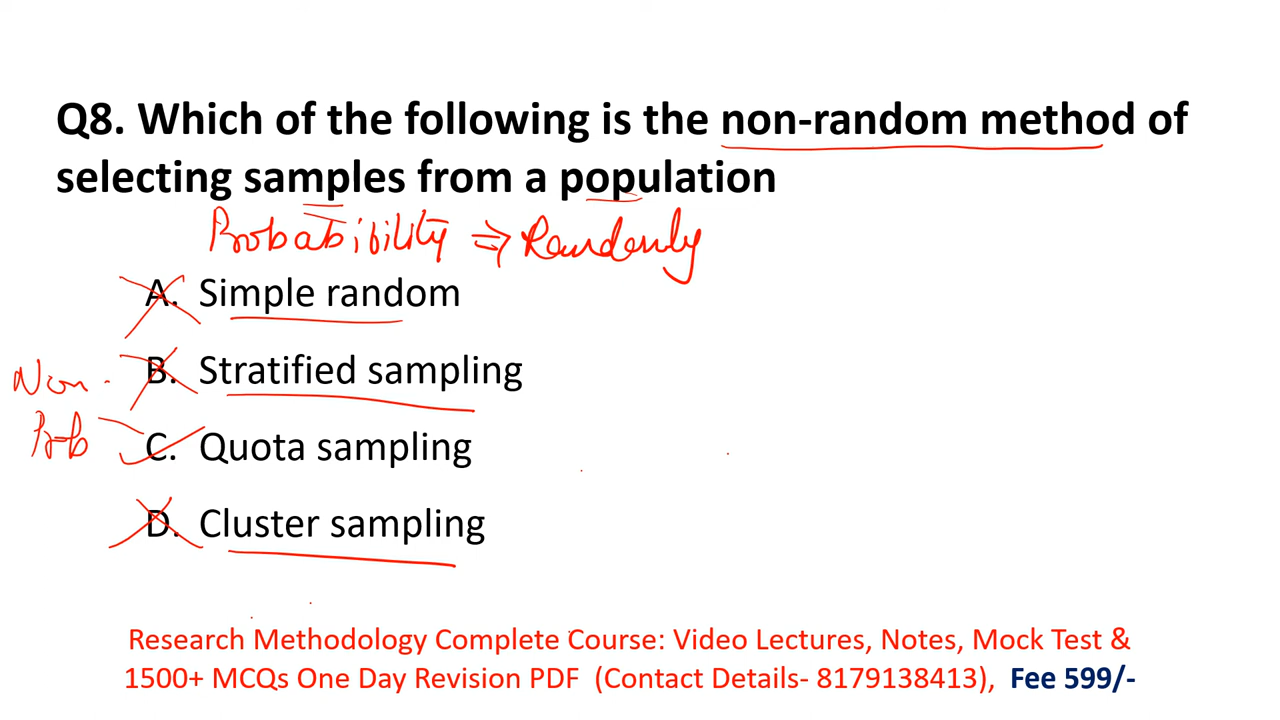 Q8. Which of the following is the non-random method of
selecting samples from a population
Probability ⇒ Randomly
A. Simple random
B. Stratified sampling
Non-
Prob
C. Quota sampling
D. Cluster sampling
Research Methodology Complete Course: Video Lectures, Notes, Mock Test &
1500+ MCQs One Day Revision PDF (Contact Details- 8179138413), Fee 599/-